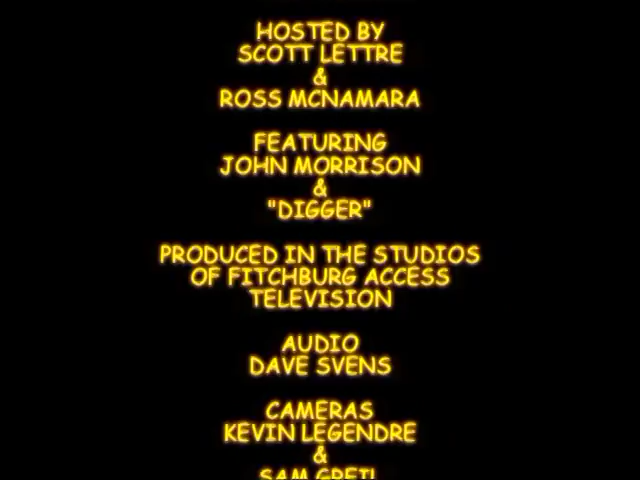 HOSTED BY
SCOTT LETTRE
&
ROSS MCNAMARA
FEATURING
JOHN MORRISON
&
"DIGGER"
PRODUCED IN THE STUDIOS
OF FITCHBURG ACCESS
TELEVISION
AUDIO
DAVE SVENS
CAMERAS
KEVIN LEGENDRE
&
SAM